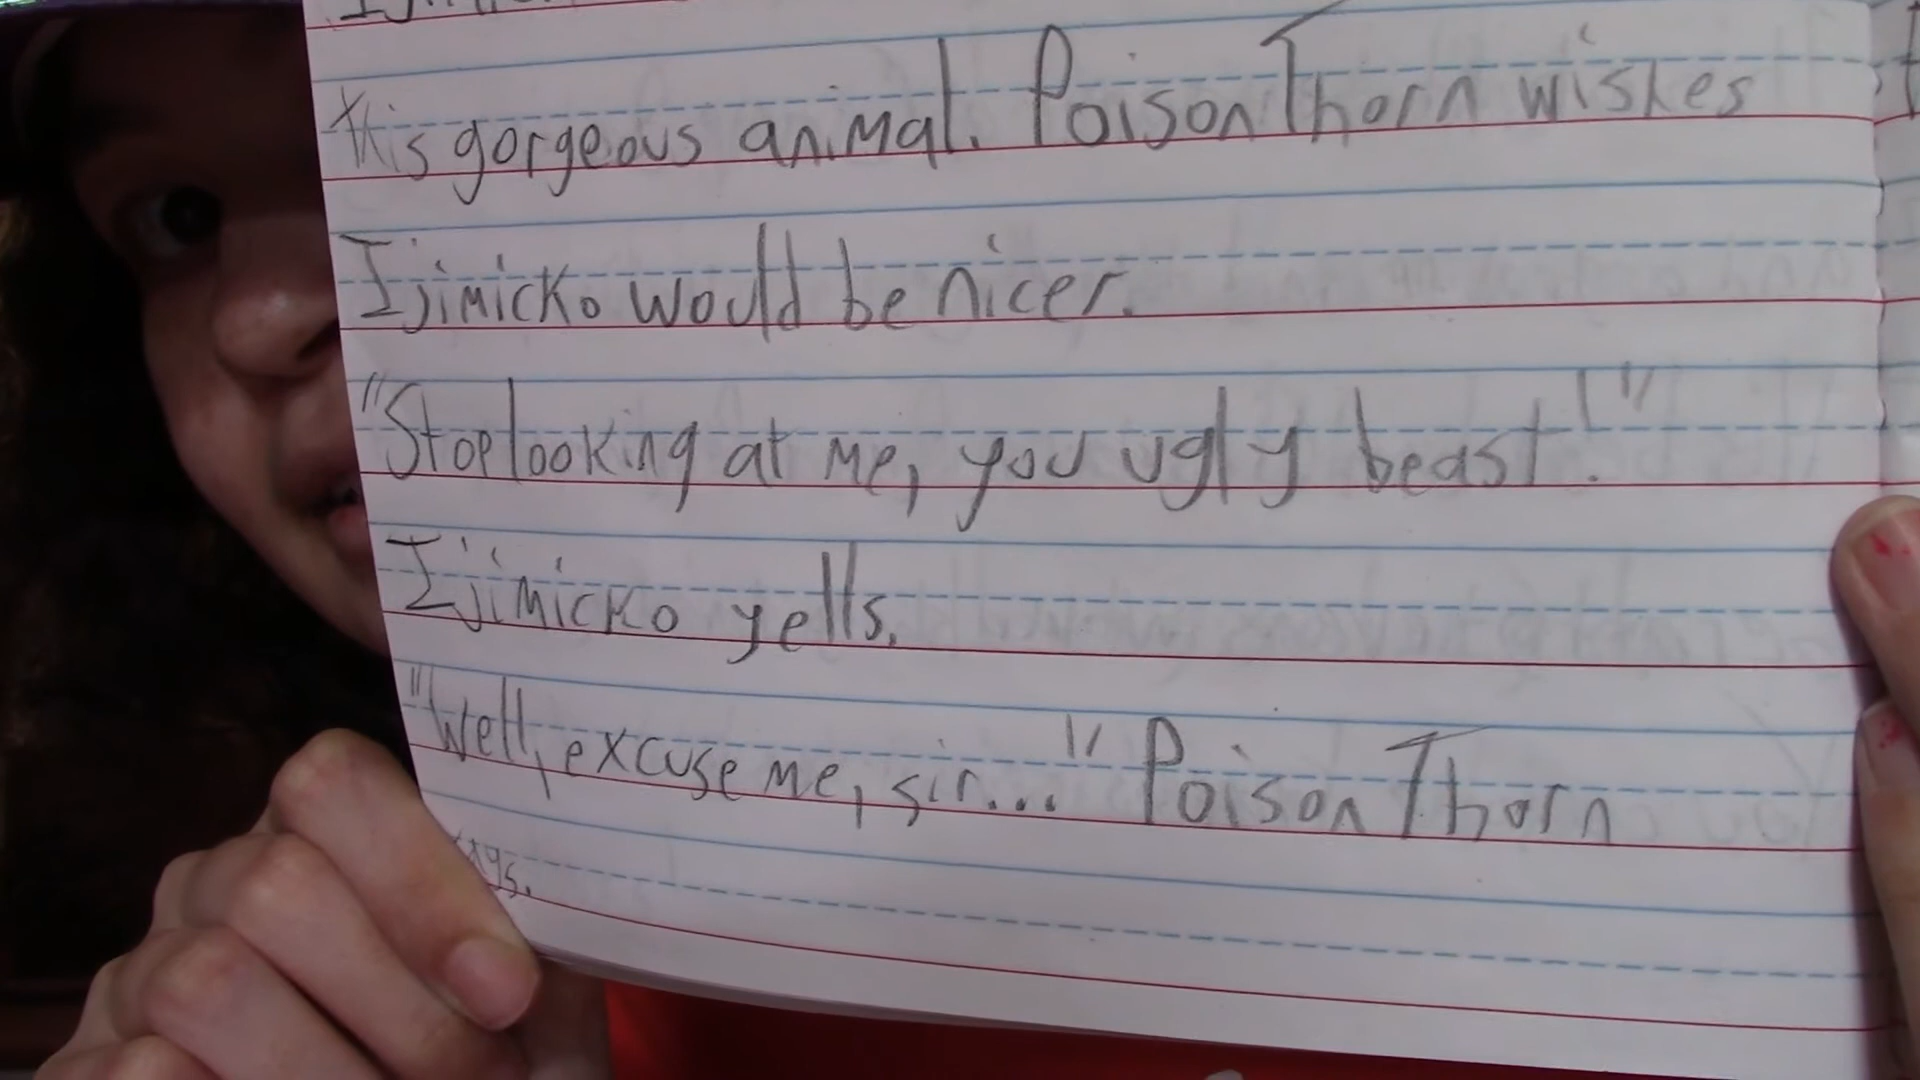 this gorgeous animal. Poison Thorn wishes
Ijimicko would be nicer.
"Stop looking at me, you ugly beast!"
Ijimicko yells.
"Well, excuse me, sir..." Poison Thorn